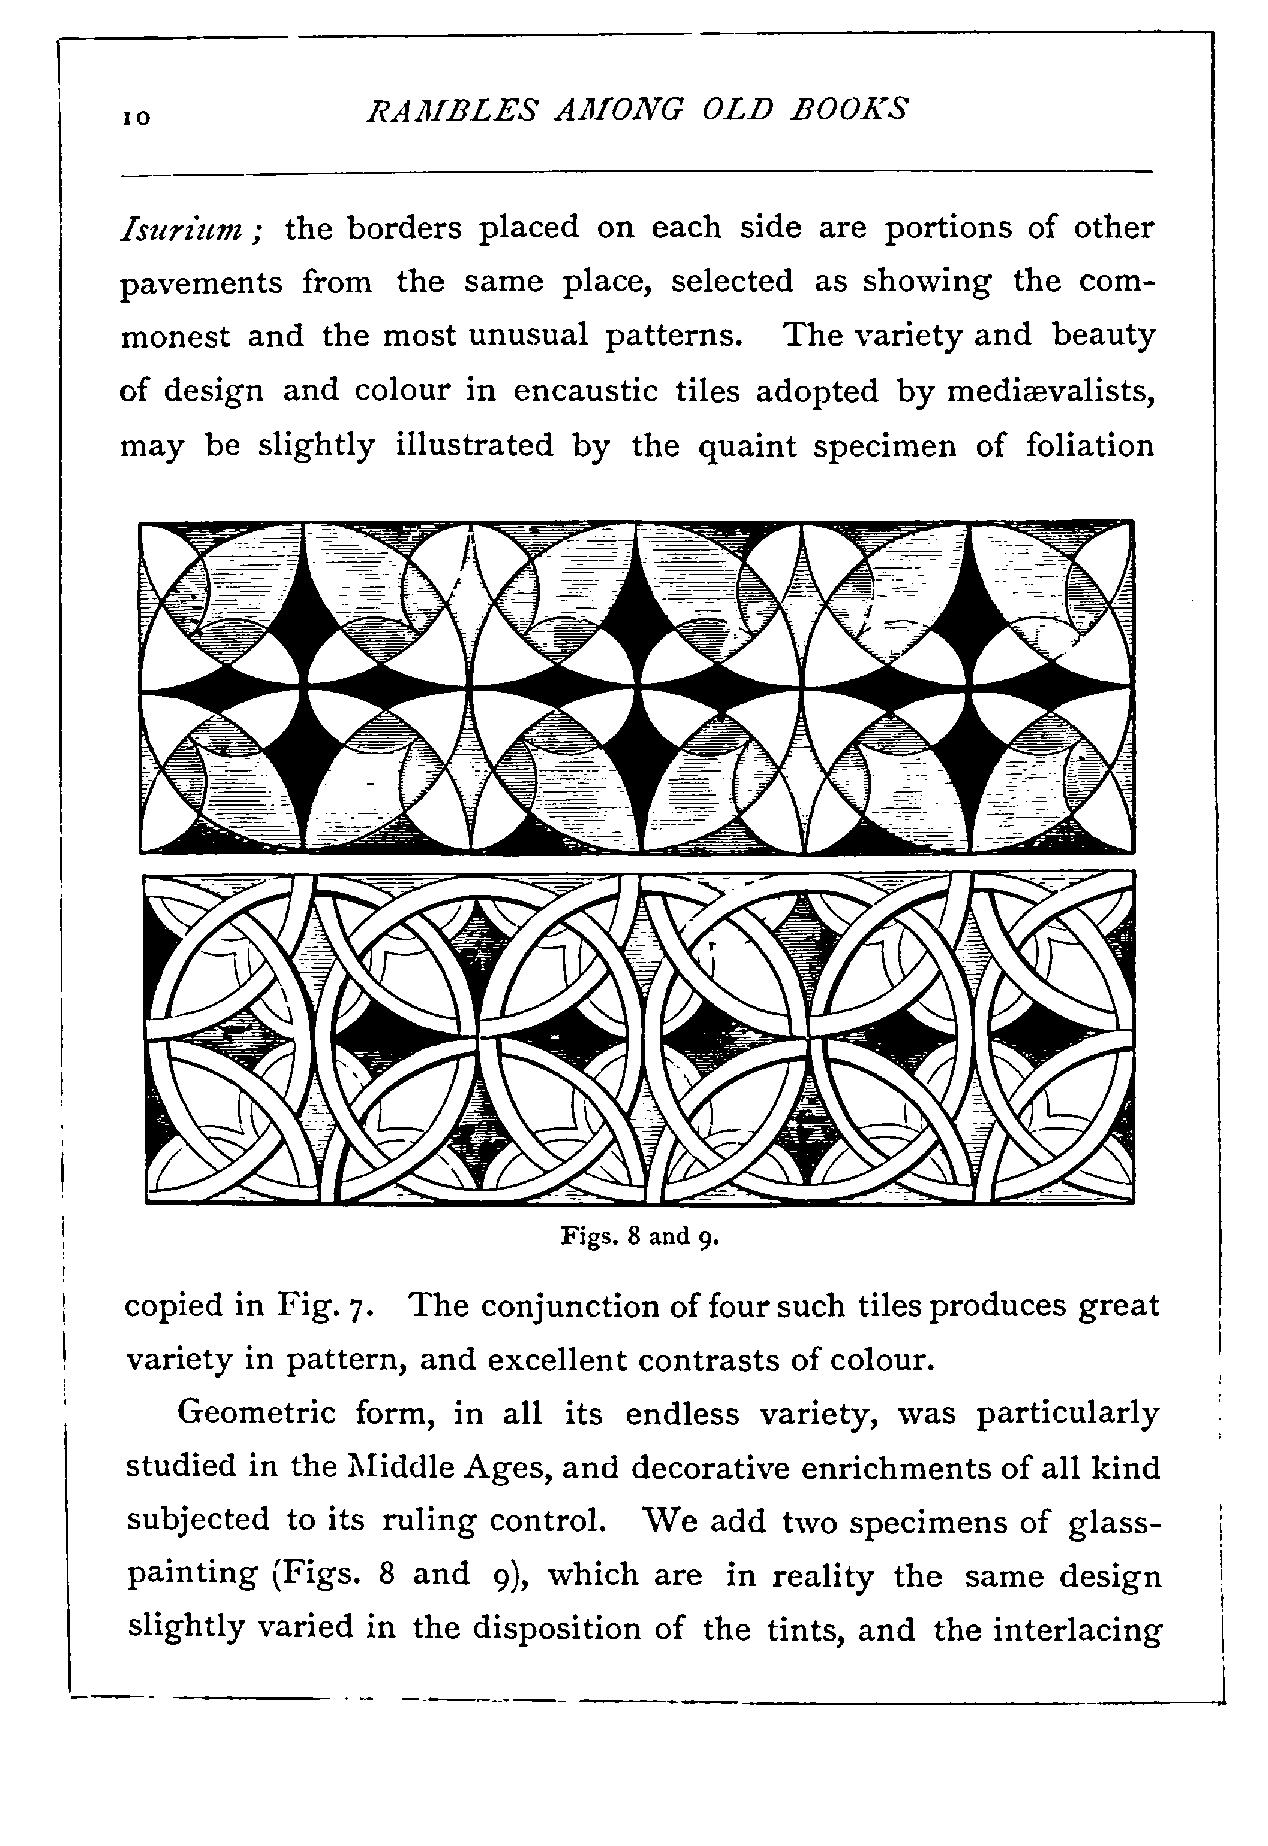 10 RAMBLES AMONG OLD BOOKS
Isurium; the borders placed on each side are portions of other
pavements from the same place, selected as showing the com-
monest and the most unusual patterns. The variety and beauty
of design and colour in encaustic tiles adopted by mediævalists,
may be slightly illustrated by the quaint specimen of foliation
Figs. 8 and 9.
copied in Fig. 7. The conjunction of four such tiles produces great
variety in pattern, and excellent contrasts of colour.
Geometric form, in all its endless variety, was particularly
studied in the Middle Ages, and decorative enrichments of all kind
subjected to its ruling control. We add two specimens of glass-
painting (Figs. 8 and 9), which are in reality the same design
slightly varied in the disposition of the tints, and the interlacing